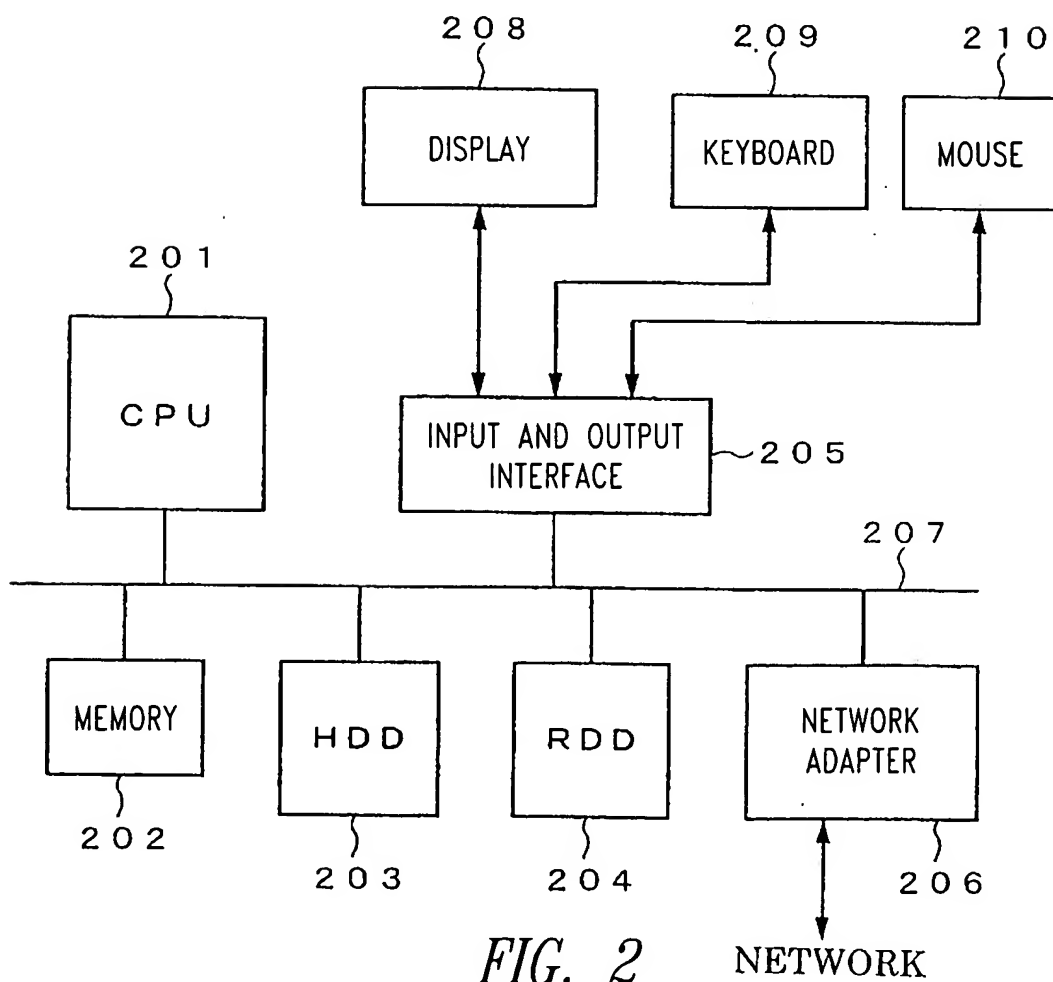 208
209
210
DISPLAY
KEYBOARD
MOUSE
201
CPU
INPUT AND OUTPUT
INTERFACE
205
207
MEMORY
HDD
RDD
NETWORK
ADAPTER
202
203
204
206
FIG. 2
NETWORK